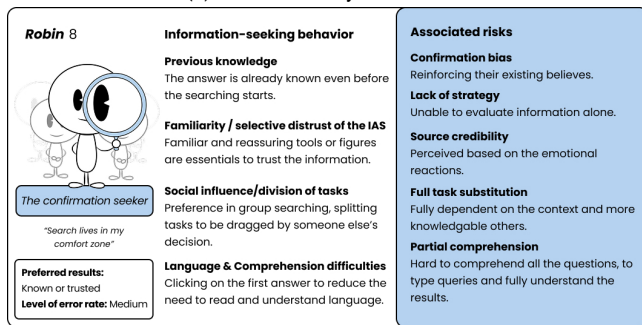 Robin 8
The confirmation seeker
"Search lives in my
comfort zone"
Preferred results:
Known or trusted
Level of error rate: Medium
Information-seeking behavior
Previous knowledge
The answer is already known even before
the searching starts.
Familiarity / selective distrust of the IAS
Familiar and reassuring tools or figures
are essentials to trust the information.
Social influence/division of tasks
Preference in group searching, splitting
tasks to be dragged by someone else's
decision.
Language & Comprehension difficulties
Clicking on the first answer to reduce the
need to read and understand language.
Associated risks
Confirmation bias
Reinforcing their existing believes.
Lack of strategy
Unable to evaluate information alone.
Source credibility
Perceived based on the emotional
reactions.
Full task substitution
Fully dependent on the context and more
knowledgable others.
Partial comprehension
Hard to comprehend all the questions, to
type queries and fully understand the
results.